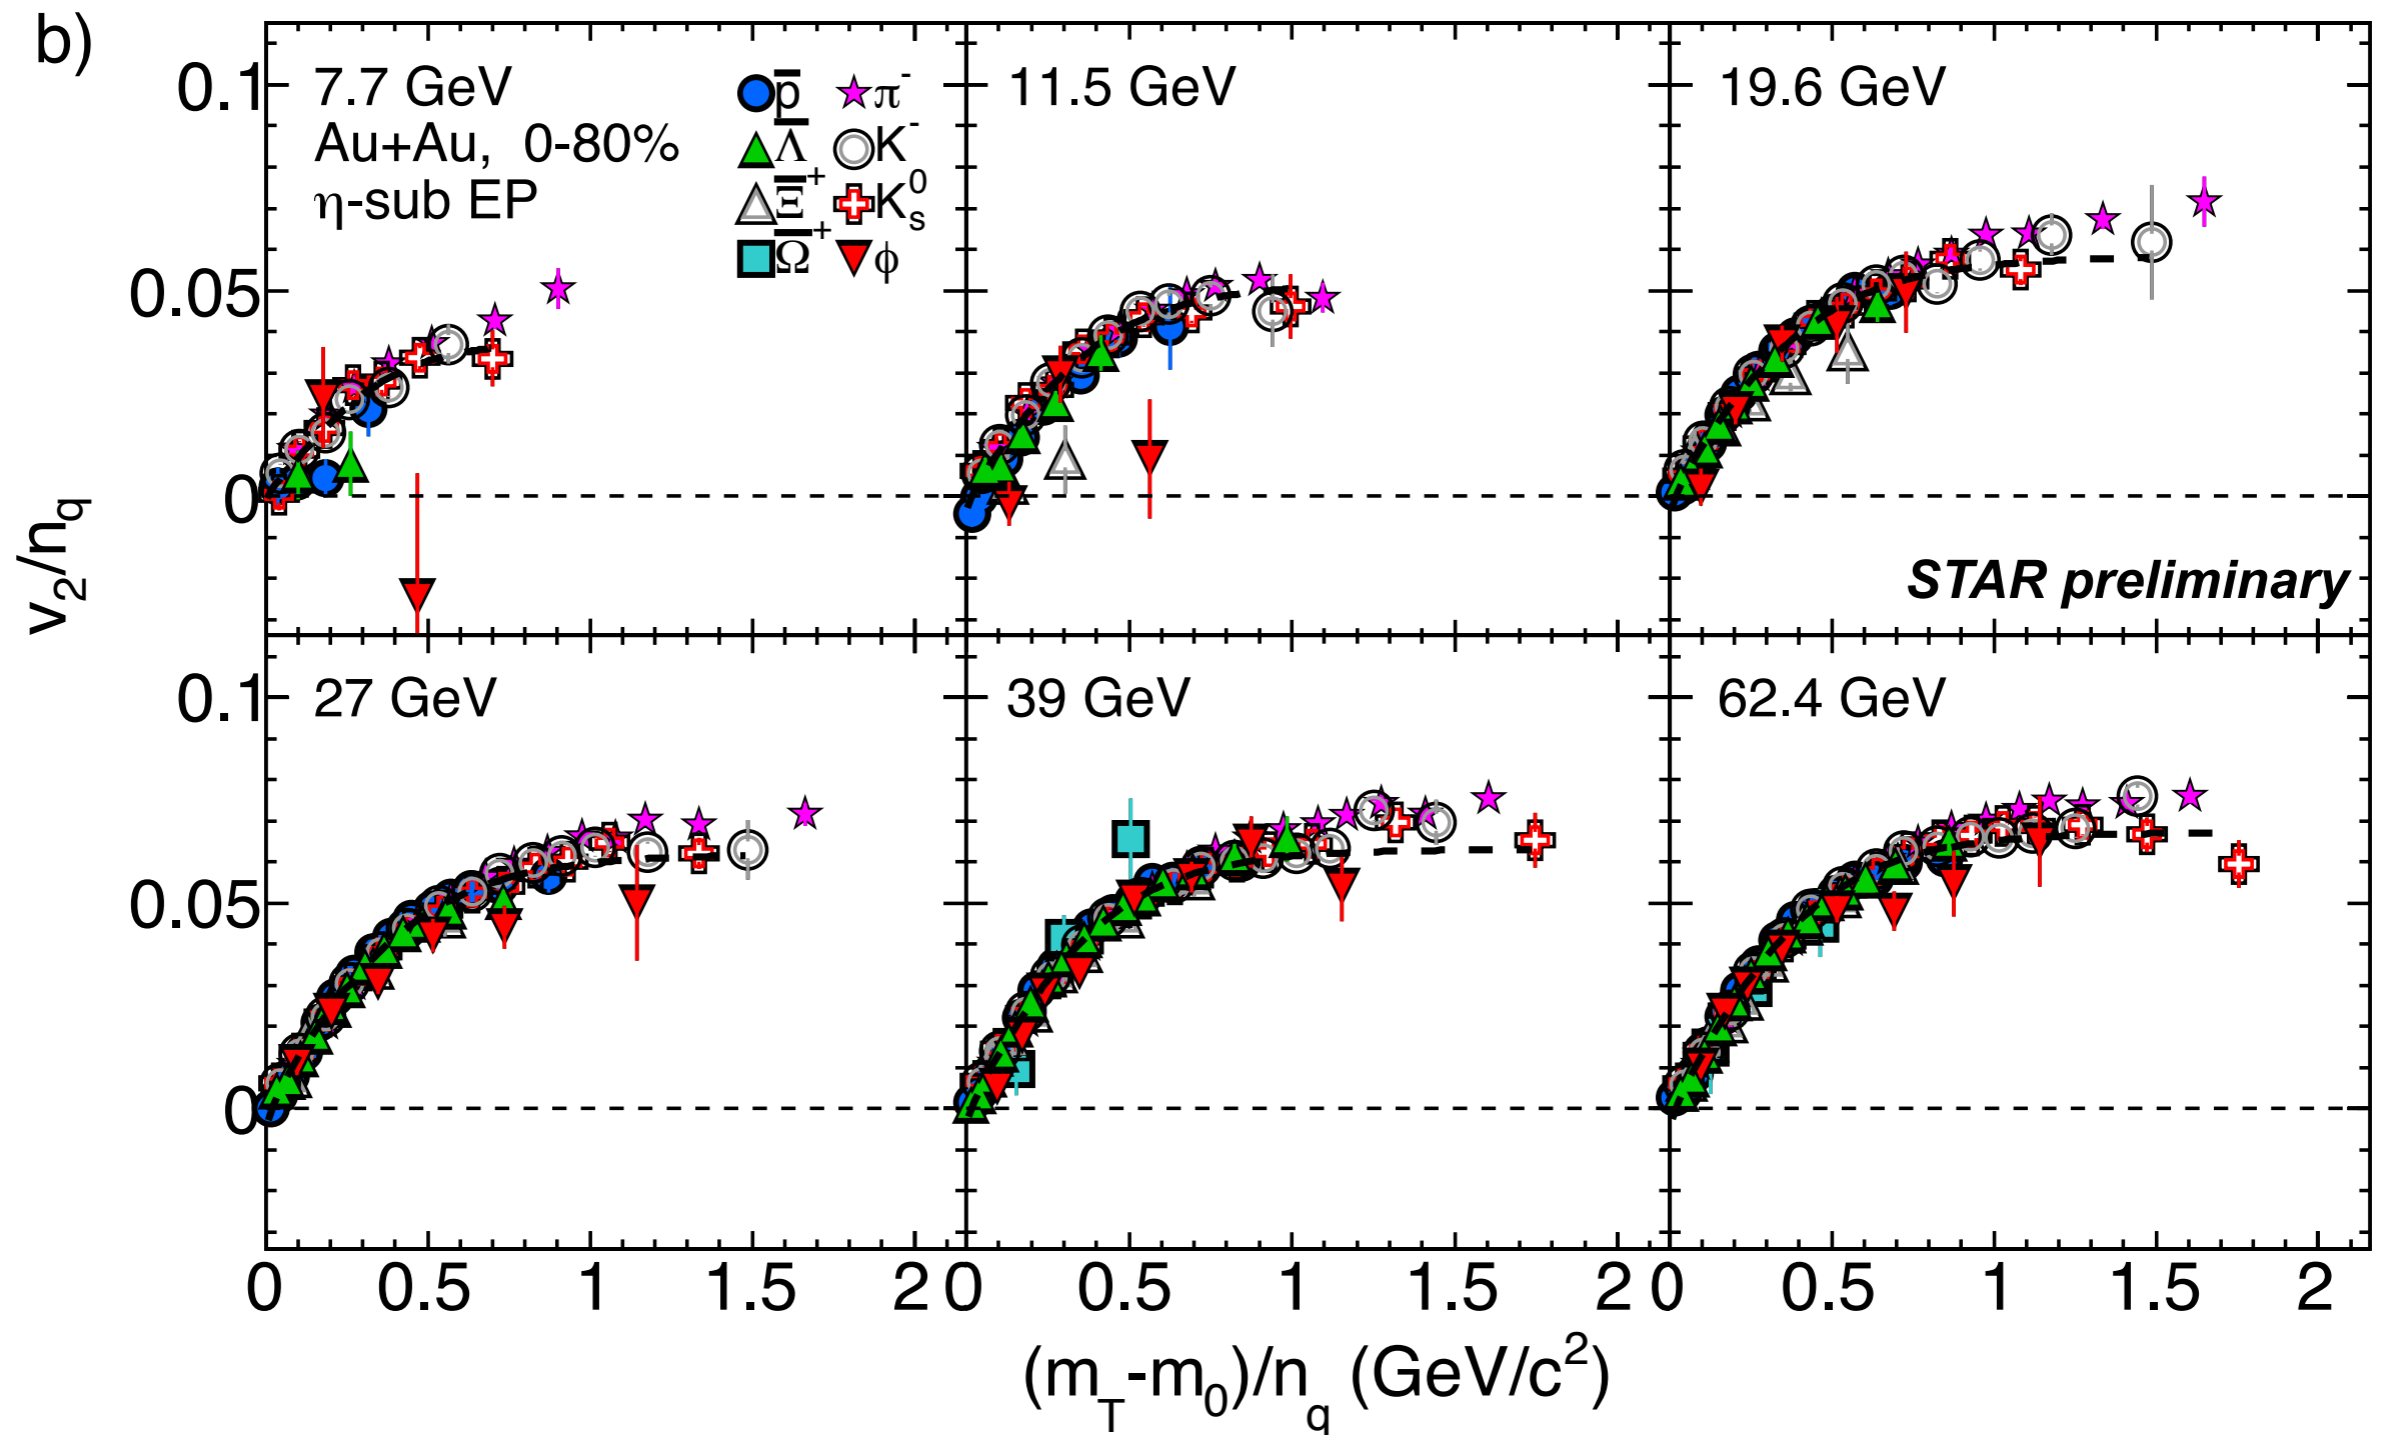 b)
v₂/n_q
0.1
0.05
0
7.7 GeV
Au+Au, 0-80%
η-sub EP
p̅ π⁻
Λ̅ K⁻
Ξ̅⁺ K⁰ₛ
Ω̅⁺ ϕ
11.5 GeV
19.6 GeV
STAR preliminary
0.1
0.05
0
27 GeV
39 GeV
62.4 GeV
0 0.5 1 1.5 2 0 0.5 1 1.5 2 0 0.5 1 1.5 2
(m_T-m₀)/n_q (GeV/c²)